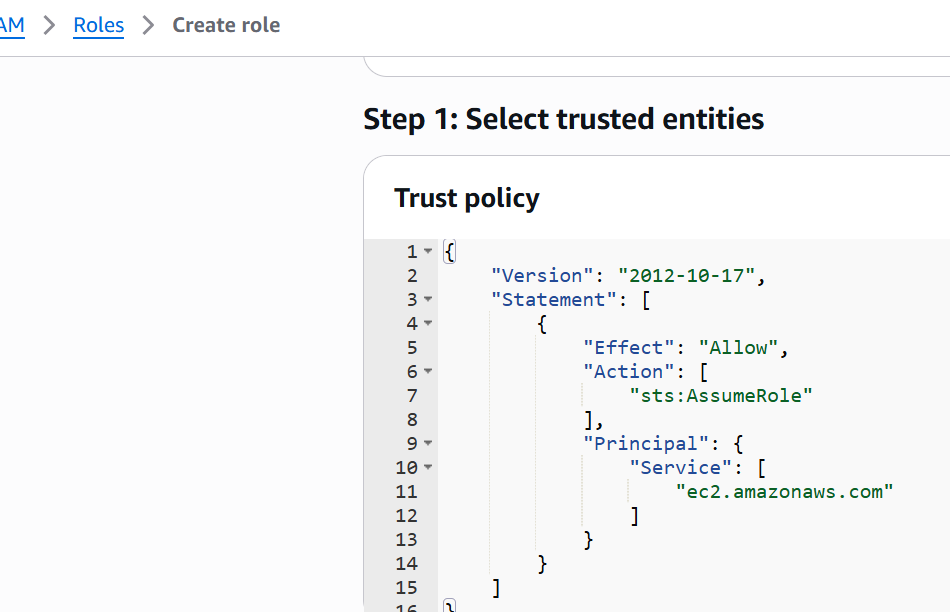 AM > Roles > Create role
Step 1: Select trusted entities
Trust policy
1 {
2 "Version": "2012-10-17",
3 "Statement": [
4 {
5 "Effect": "Allow",
6 "Action": [
7 "sts:AssumeRole"
8 ],
9 "Principal": {
10 "Service": [
11 "ec2.amazonaws.com"
12 ]
13 }
14 }
15 ]
16 }